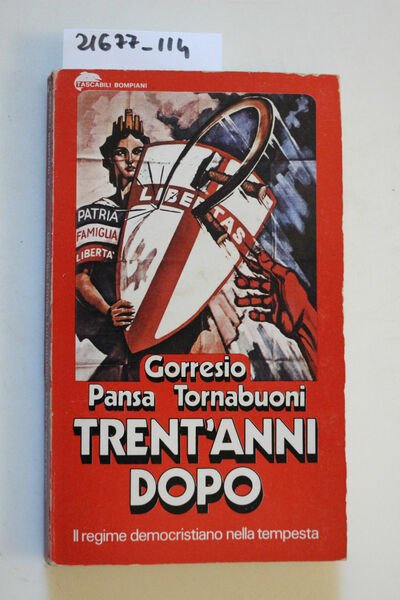 21677_114
TASCABILI BOMPIANI
LIBERTAS
PATRIA
FAMIGLIA
LIBERTA'
Gorresio
Pansa Tornabuoni
TRENT'ANNI
DOPO
Il regime democristiano nella tempesta